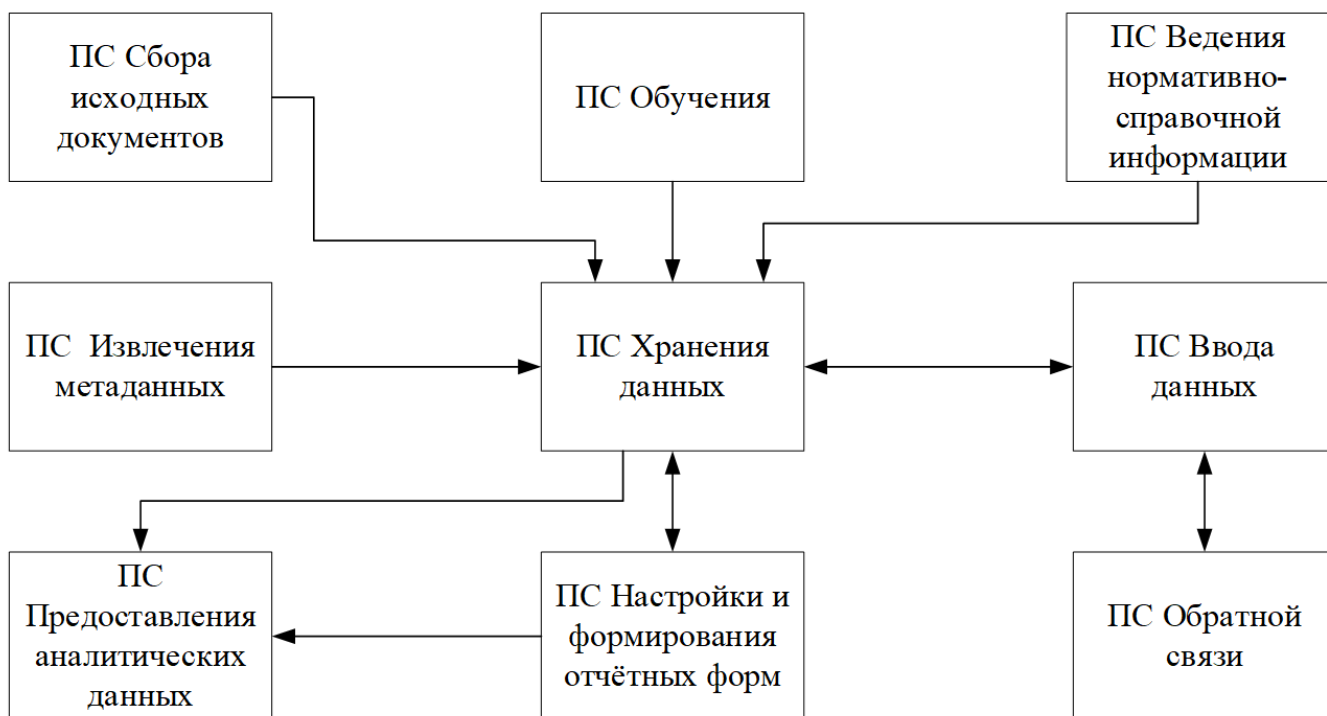 ПС Сбора
исходных
документов
ПС Обучения
ПС Ведения
нормативно-
справочной
информации
ПС Извлечения
метаданных
ПС Хранения
данных
ПС Ввода
данных
ПС
Предоставления
аналитических
данных
ПС Настройки и
формирования
отчётных форм
ПС Обратной
связи